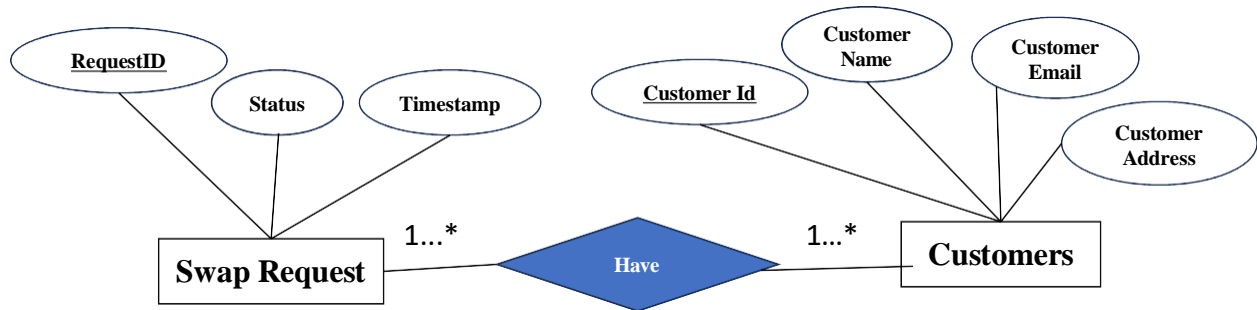 RequestID
Status
Timestamp
Customer Id
Customer
Name
Customer
Email
Customer
Address
1...*
1...*
Swap Request
Have
Customers